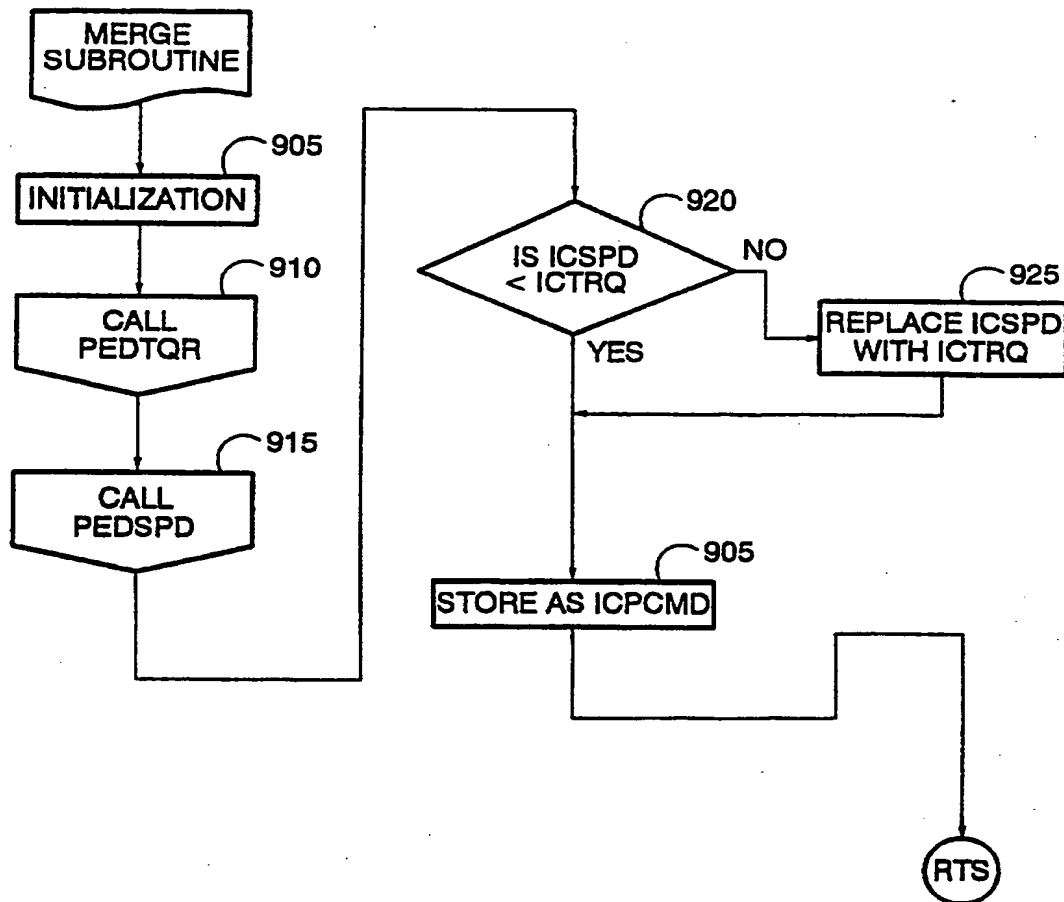 MERGE
SUBROUTINE
905
INITIALIZATION
910
CALL
PEDTQR
915
CALL
PEDSPD
920
IS ICSPD
< ICTRQ
NO
YES
925
REPLACE ICSPD
WITH ICTRQ
905
STORE AS ICPCMD
RTS